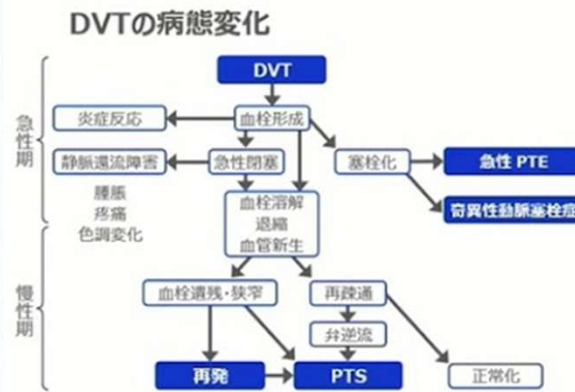 DVTの病態変化
DVT
急性期
炎症反応
血栓形成
静脈還流障害
急性閉塞
塞栓化
急性 PTE
奇異性動脈塞栓症
腫脹
疼痛
色調変化
血栓溶解
退縮
血管新生
慢性期
血栓遺残・狭窄
再疎通
弁逆流
再発
PTS
正常化